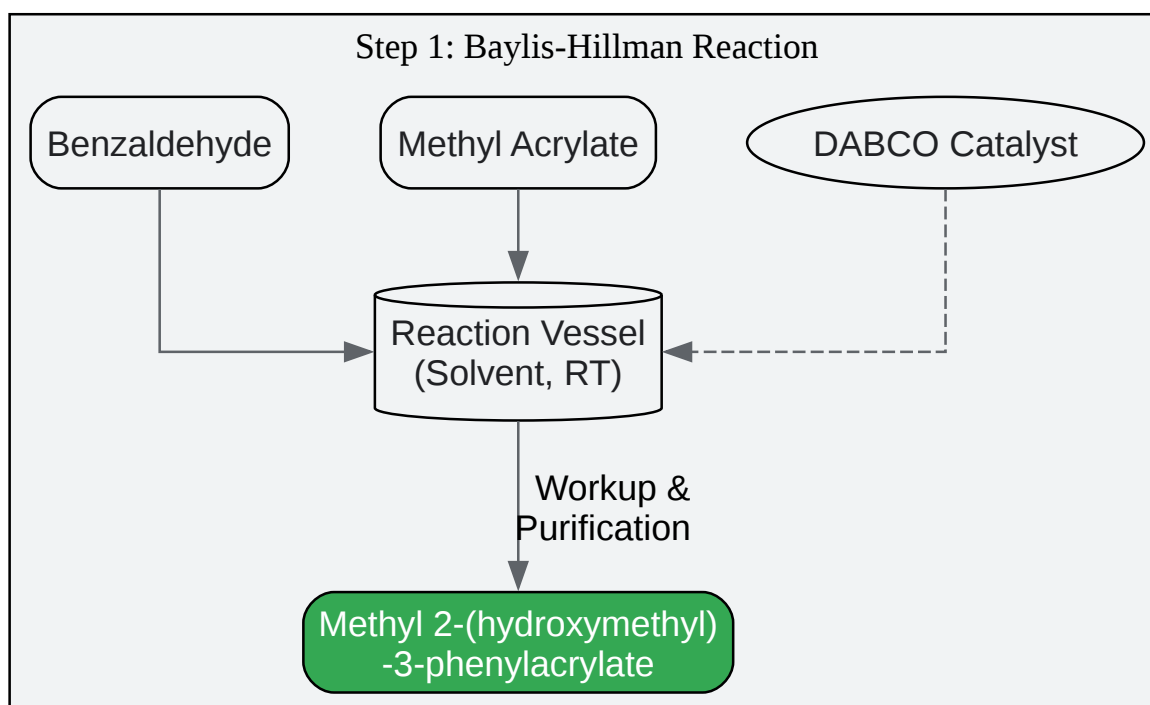 Step 1: Baylis-Hillman Reaction
Benzaldehyde
Methyl Acrylate
DABCO Catalyst
Reaction Vessel
(Solvent, RT)
Workup &
Purification
Methyl 2-(hydroxymethyl)
-3-phenylacrylate